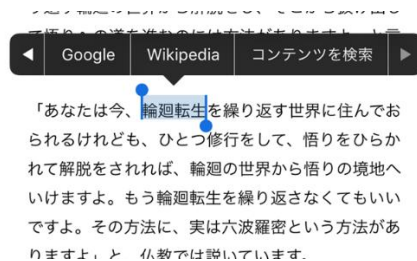 Google Wikipedia コンテンツを検索
「あなたは今、輪廻転生を繰り返す世界に住んでお
られるけれども、ひとつ修行をして、悟りをひらか
れて解脱をされれば、輪廻の世界から悟りの境地へ
いけますよ。もう輪廻転生を繰り返さなくてもいい
ですよ。その方法に、実は六波羅密という方法があ
りますよ」と、仏教では説いています。